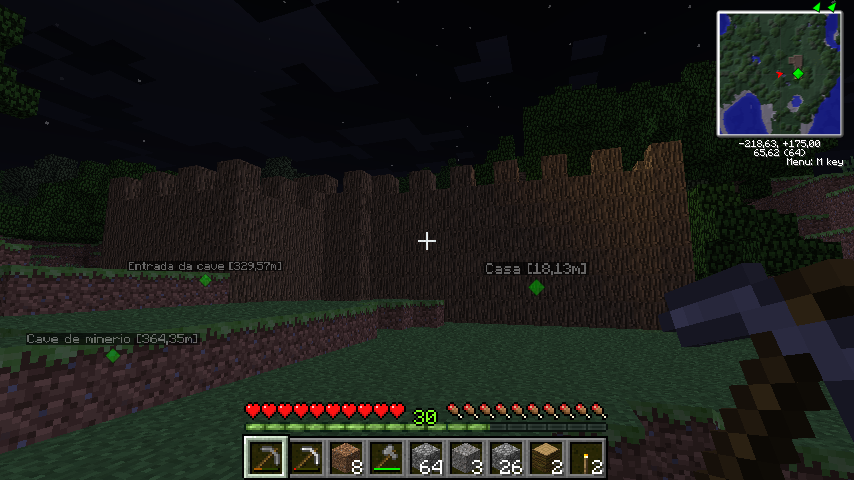 -218,63, +175,00
65,62 (64)
Menu: M key
Entrada da cave [329,57m]
Casa [18,13m]
Cave de minerio [364,35m]
30
8 64 3 26 2 2